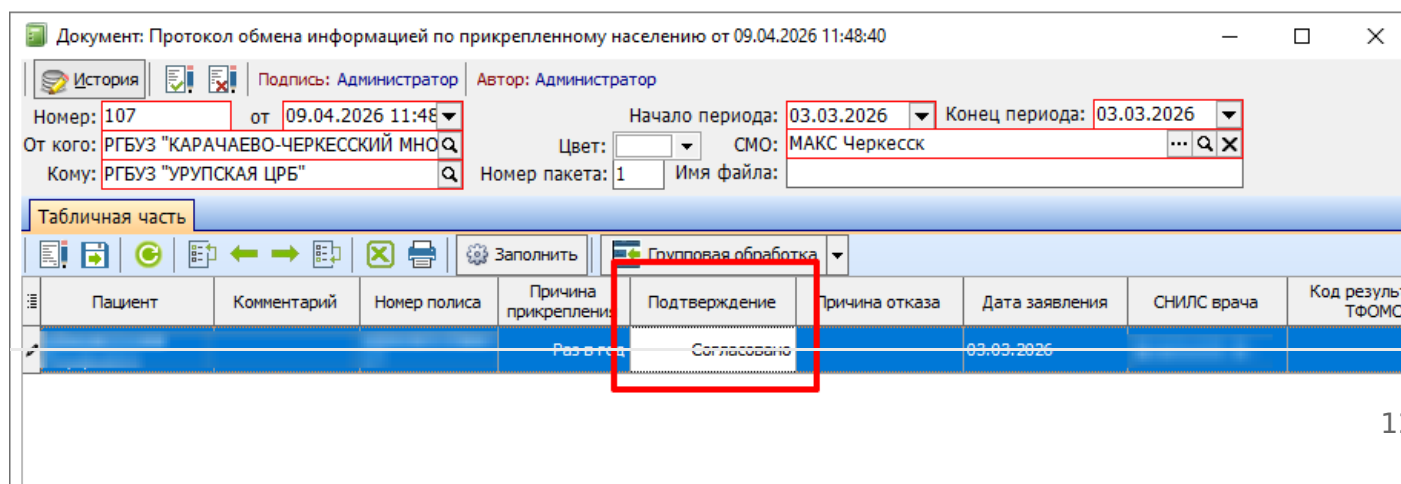 Документ: Протокол обмена информацией по прикрепленному населению от 09.04.2026 11:48:40
История Подпись: Администратор Автор: Администратор
Номер: 107 от 09.04.2026 11:48 Начало периода: 03.03.2026 Конец периода: 03.03.2026
От кого: РГБУЗ "КАРАЧАЕВО-ЧЕРКЕССКИЙ МНО Цвет: СМО: МАКС Черкесск
Кому: РГБУЗ "УРУПСКАЯ ЦРБ" Номер пакета: 1 Имя файла:
Табличная часть
Заполнить Групповая обработка
Пациент Комментарий Номер полиса Причина прикрепления Подтверждение Причина отказа Дата заявления СНИЛС врача Код резуль ТФОМС
Раз в год Согласовано 03.03.2026